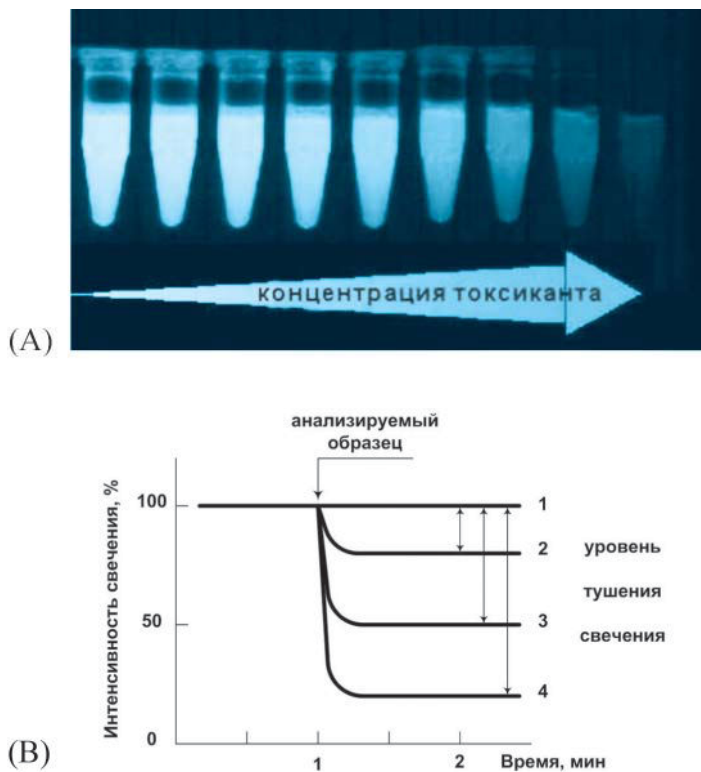 концентрация токсиканта
(A)
анализируемый
образец
Интенсивность свечения, %
100
50
0
1
2
3
4
уровень
тушения
свечения
1
2
Время, мин
(B)